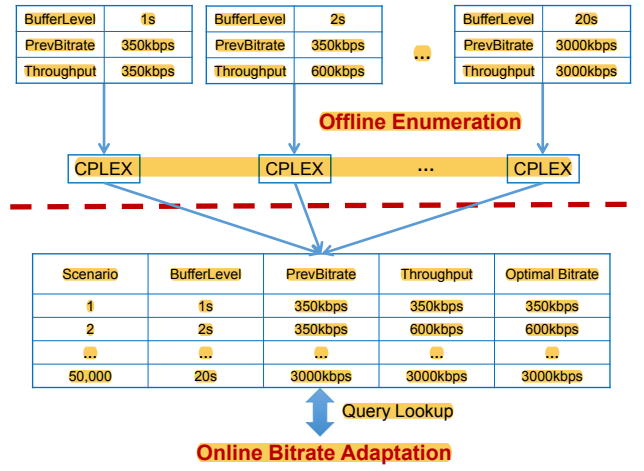 BufferLevel 1s BufferLevel 2s BufferLevel 20s
PrevBitrate 350kbps PrevBitrate 350kbps ... PrevBitrate 3000kbps
Throughput 350kbps Throughput 600kbps Throughput 3000kbps
Offline Enumeration
CPLEX CPLEX ... CPLEX
Scenario BufferLevel PrevBitrate Throughput Optimal Bitrate
1 1s 350kbps 350kbps 350kbps
2 2s 350kbps 600kbps 600kbps
... ... ... ... ...
50,000 20s 3000kbps 3000kbps 3000kbps
Query Lookup
Online Bitrate Adaptation